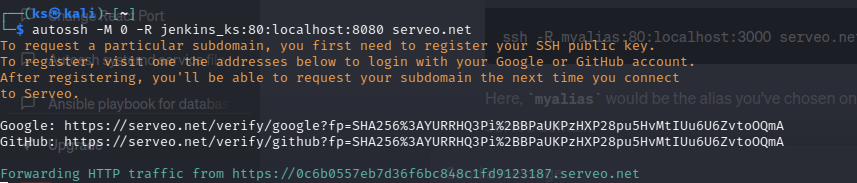 Change React Port
(ks㉿kali)-[~]
$ autossh -M 0 -R jenkins_ks:80:localhost:8080 serveo.net
ssh -R myalias:80:localhost:3000 serveo.net
To request a particular subdomain, you first need to register your SSH public key.
To register, visit one the addresses below to login with your Google or GitHub account.
After registering, you'll be able to request your subdomain the next time you connect
to Serveo.
Ansible playbook for databas
Here, `myalias` would be the alias you've chosen on
Google: https://serveo.net/verify/google?fp=SHA256%3AYURRHQ3Pi%2BBPaUKPzHXP28pu5HvMtIUu6U6ZvtoOQmA
GitHub: https://serveo.net/verify/github?fp=SHA256%3AYURRHQ3Pi%2BBPaUKPzHXP28pu5HvMtIUu6U6ZvtoOQmA
Upgrade
Forwarding HTTP traffic from https://0c6b0557eb7d36f6bc848c1fd9123187.serveo.net